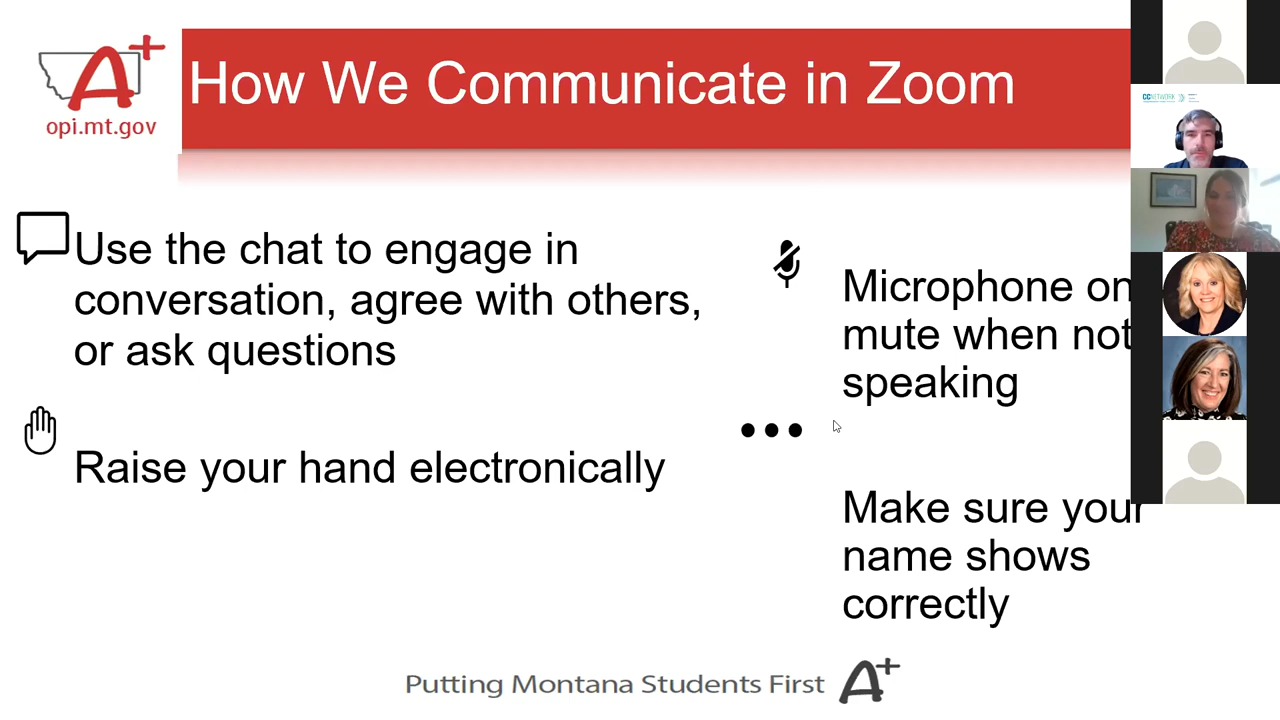 A+
opi.mt.gov
How We Communicate in Zoom
Use the chat to engage in
conversation, agree with others,
or ask questions
Raise your hand electronically
Microphone on
mute when not
speaking
Make sure your
name shows
correctly
Putting Montana Students First A+
CCNETWORK